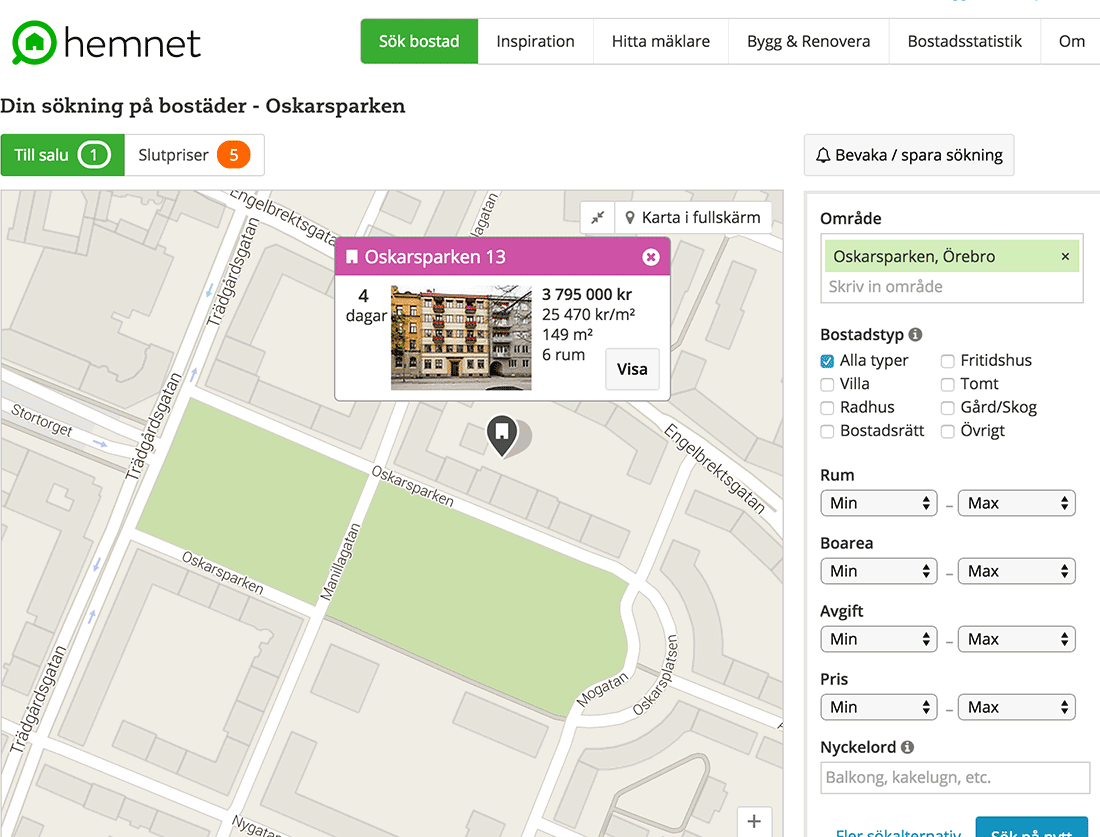 hemnet
Sök bostad
Inspiration
Hitta mäklare
Bygg & Renovera
Bostadsstatistik
Om
Din sökning på bostäder - Oskarsparken
Till salu 1
Slutpriser 5
Bevaka / spara sökning
Karta i fullskärm
Oskarsparken 13
4
dagar
3 795 000 kr
25 470 kr/m²
149 m²
6 rum
Visa
Engelbrektsgatan
Trädgårdsgatan
Stortorget
Trädgårdsgatan
Oskarsparken
Engelbrektsgatan
Manillagatan
Oskarsparken
Mogatan
Oskarsplatsen
Trädgårdsgatan
Område
Oskarsparken, Örebro ×
Skriv in område
Bostadstyp
Alla typer
Fritidshus
Villa
Tomt
Radhus
Gård/Skog
Bostadsrätt
Övrigt
Rum
Min – Max
Boarea
Min – Max
Avgift
Min – Max
Pris
Min – Max
Nyckelord
Balkong, kakelugn, etc.
Fler sökalternativ
Sök på nytt
+